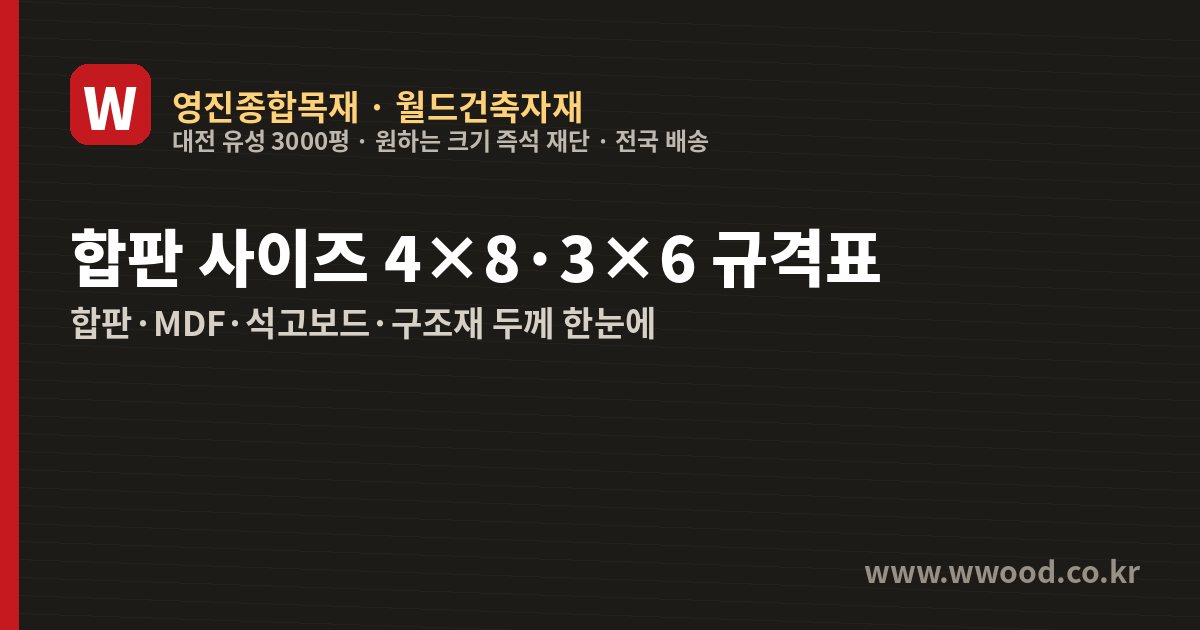 W
영진종합목재 · 월드건축자재
대전 유성 3000평 · 원하는 크기 즉석 재단 · 전국 배송
합판 사이즈 4×8·3×6 규격표
합판·MDF·석고보드·구조재 두께 한눈에
www.wwood.co.kr